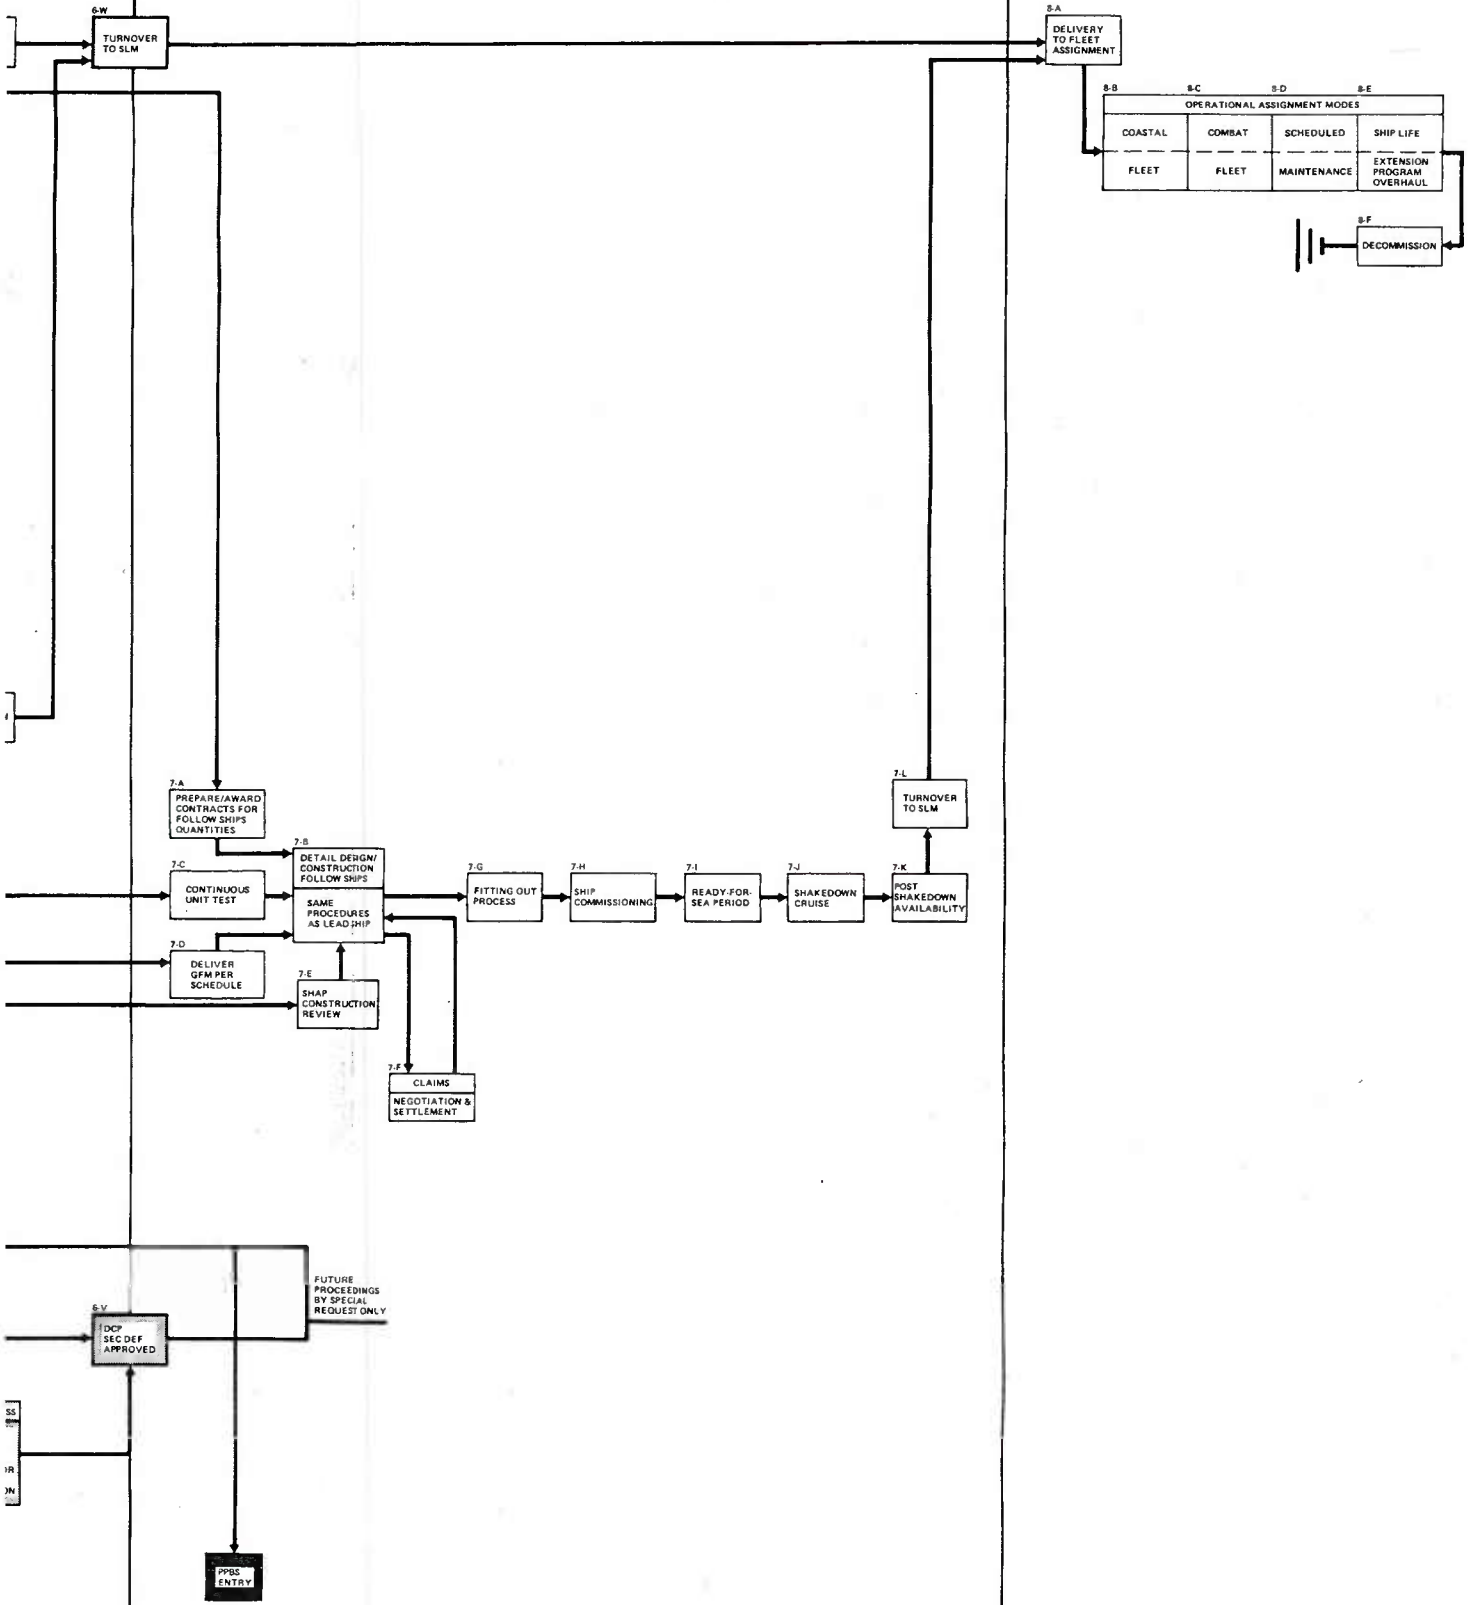 6-W
TURNOVER
TO SLM
8-A
DELIVERY
TO FLEET
ASSIGNMENT
8-B 8-C 8-D 8-E
OPERATIONAL ASSIGNMENT MODES
COASTAL COMBAT SCHEDULED SHIP LIFE
FLEET FLEET MAINTENANCE EXTENSION
PROGRAM
OVERHAUL
8-F
DECOMMISSION
7-A
PREPARE/AWARD
CONTRACTS FOR
FOLLOW SHIPS
QUANTITIES
7-B
DETAIL DESIGN/
CONSTRUCTION
FOLLOW SHIPS
SAME
PROCEDURES
AS LEAD SHIP
7-C
CONTINUOUS
UNIT TEST
7-D
DELIVER
GFM PER
SCHEDULE
7-E
SHAP
CONSTRUCTION
REVIEW
7-F
CLAIMS
NEGOTIATION &
SETTLEMENT
7-G
FITTING OUT
PROCESS
7-H
SHIP
COMMISSIONING
7-I
READY-FOR-
SEA PERIOD
7-J
SHAKEDOWN
CRUISE
7-K
POST
SHAKEDOWN
AVAILABILITY
7-L
TURNOVER
TO SLM
FUTURE
PROCEEDINGS
BY SPECIAL
REQUEST ONLY
6-V
DCP
SEC DEF
APPROVED
SS
OR
ON
PPBS
ENTRY